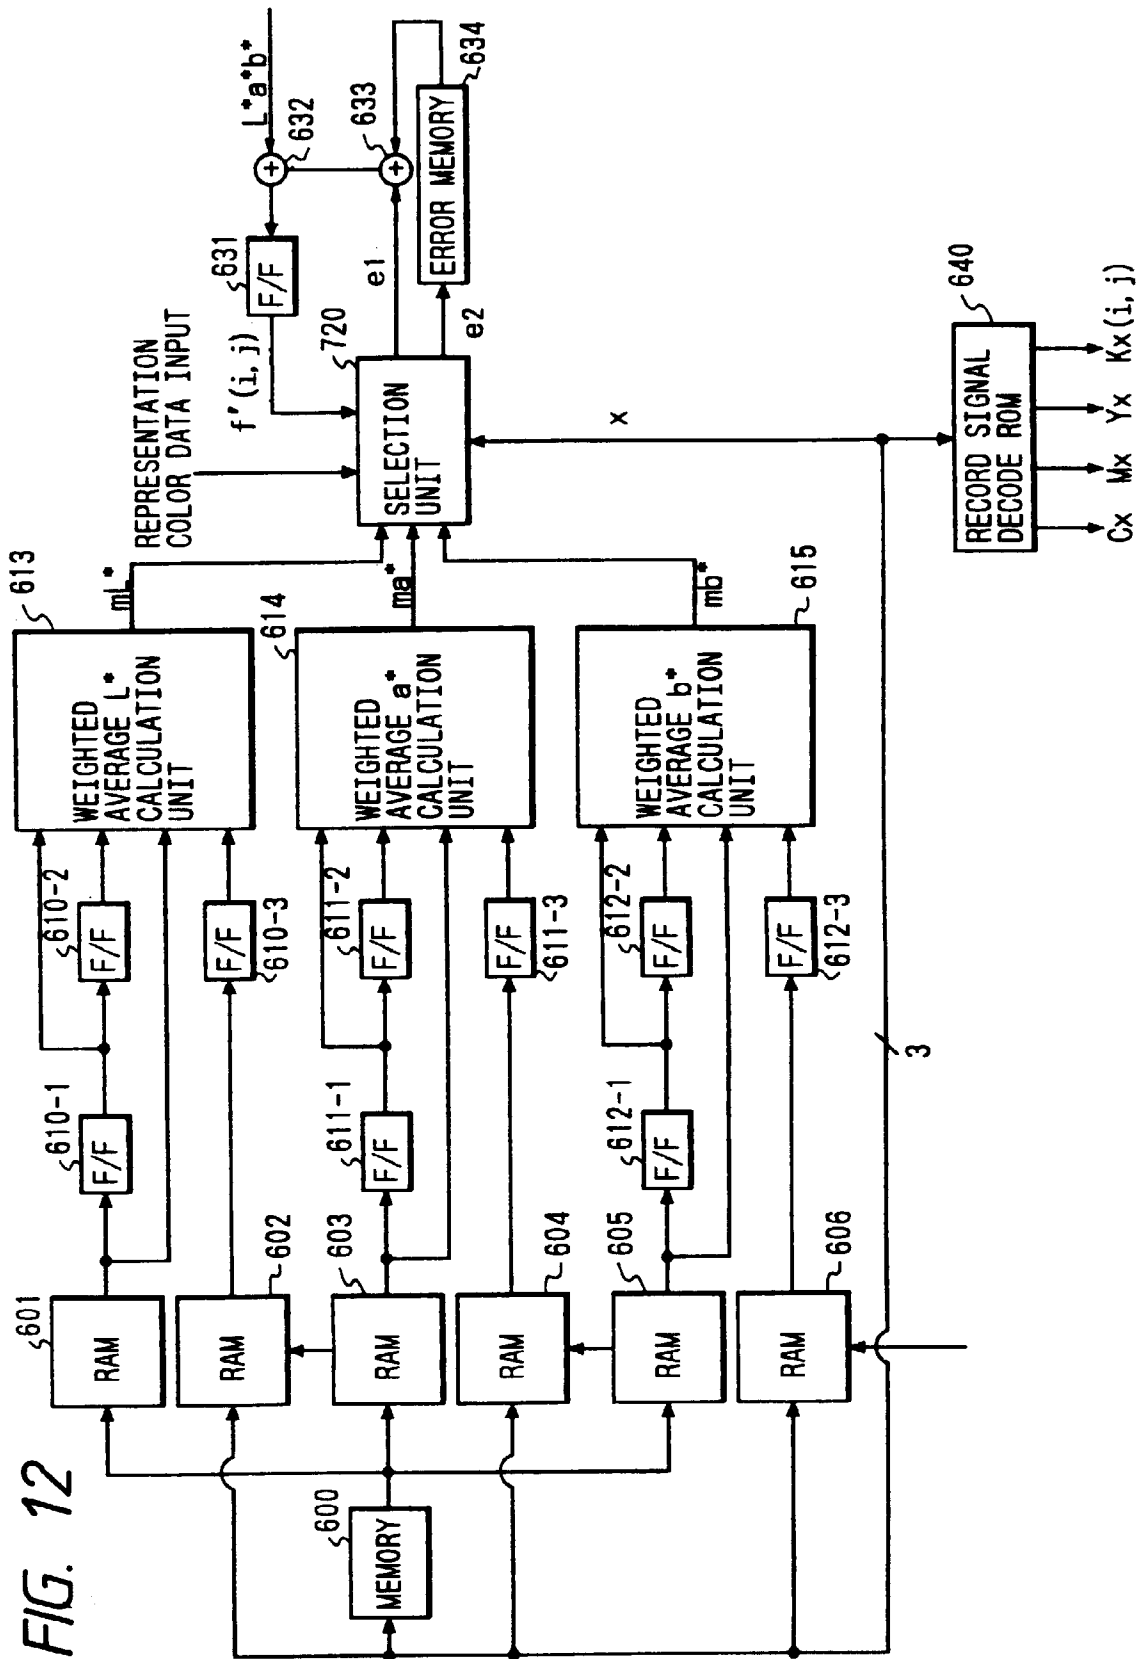 FIG. 12
MEMORY
600
RAM
601
RAM
602
RAM
603
RAM
604
RAM
605
RAM
606
F/F
610-1
F/F
610-2
F/F
610-3
F/F
611-1
F/F
611-2
F/F
611-3
F/F
612-1
F/F
612-2
F/F
612-3
WEIGHTED
AVERAGE L*
CALCULATION
UNIT
613
WEIGHTED
AVERAGE a*
CALCULATION
UNIT
614
WEIGHTED
AVERAGE b*
CALCULATION
UNIT
615
mL*
ma*
mb*
REPRESENTATION
COLOR DATA INPUT
f'(i,j)
SELECTION
UNIT
720
F/F
631
L*a*b*
+
632
+
633
e1
e2
ERROR MEMORY
634
x
3
RECORD SIGNAL
DECODE ROM
640
Cx Mx Yx Kx(i,j)